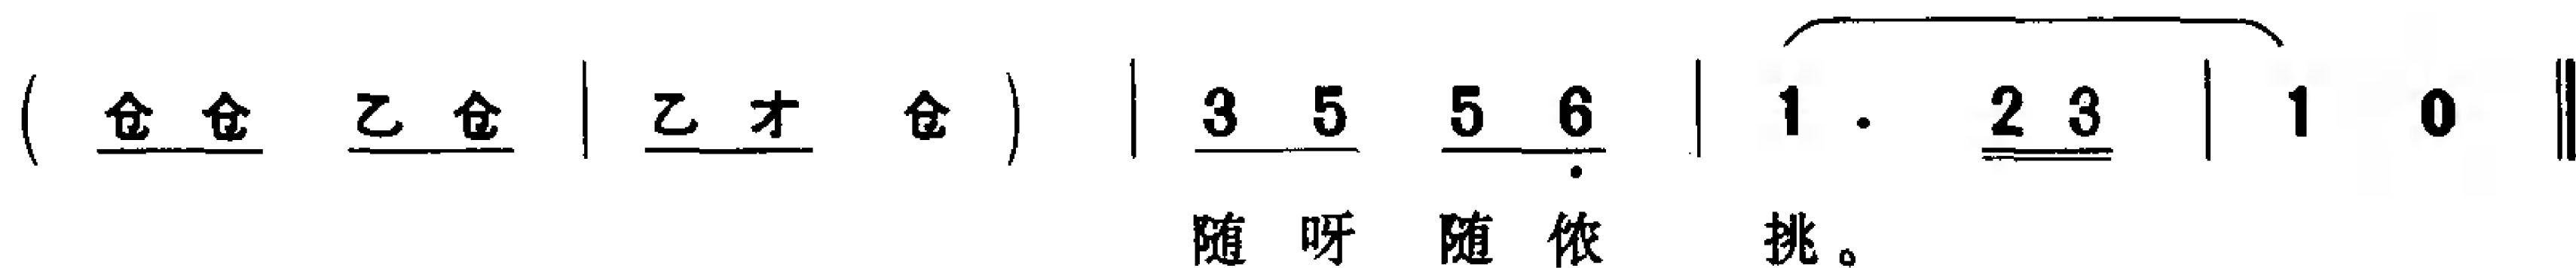 ( 仓仓 乙仓 | 乙才 仓 ) | 3 5 5 6̣ | 1 · 2 3 | 1 0 ‖
随 呀 随 侬 挑。